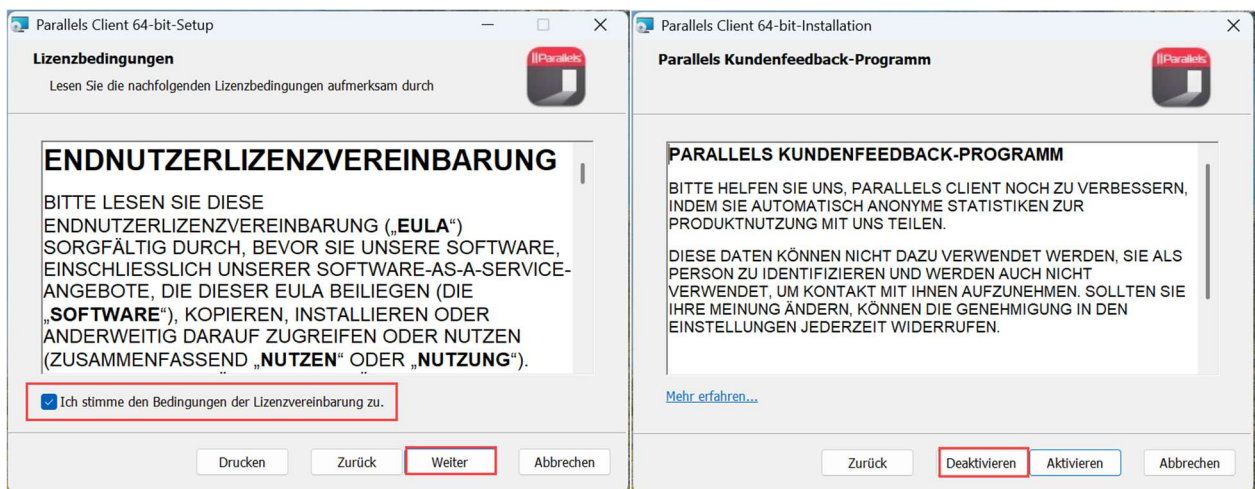 Parallels Client 64-bit-Setup
Lizenzbedingungen
Lesen Sie die nachfolgenden Lizenzbedingungen aufmerksam durch
||Parallels
ENDNUTZERLIZENZVEREINBARUNG
BITTE LESEN SIE DIESE
ENDNUTZERLIZENZVEREINBARUNG („EULA“)
SORGFÄLTIG DURCH, BEVOR SIE UNSERE SOFTWARE,
EINSCHLIESSLICH UNSERER SOFTWARE-AS-A-SERVICE-
ANGEBOTE, DIE DIESER EULA BEILIEGEN (DIE
„SOFTWARE“), KOPIEREN, INSTALLIEREN ODER
ANDERWEITIG DARAUF ZUGREIFEN ODER NUTZEN
(ZUSAMMENFASSEND „NUTZEN“ ODER „NUTZUNG“).
Ich stimme den Bedingungen der Lizenzvereinbarung zu.
Drucken Zurück Weiter Abbrechen
Parallels Client 64-bit-Installation
Parallels Kundenfeedback-Programm
||Parallels
PARALLELS KUNDENFEEDBACK-PROGRAMM
BITTE HELFEN SIE UNS, PARALLELS CLIENT NOCH ZU VERBESSERN,
INDEM SIE AUTOMATISCH ANONYME STATISTIKEN ZUR
PRODUKTNUTZUNG MIT UNS TEILEN.
DIESE DATEN KÖNNEN NICHT DAZU VERWENDET WERDEN, SIE ALS
PERSON ZU IDENTIFIZIEREN UND WERDEN AUCH NICHT
VERWENDET, UM KONTAKT MIT IHNEN AUFZUNEHMEN. SOLLTEN SIE
IHRE MEINUNG ÄNDERN, KÖNNEN DIE GENEHMIGUNG IN DEN
EINSTELLUNGEN JEDERZEIT WIDERRUFEN.
Mehr erfahren...
Zurück Deaktivieren Aktivieren Abbrechen